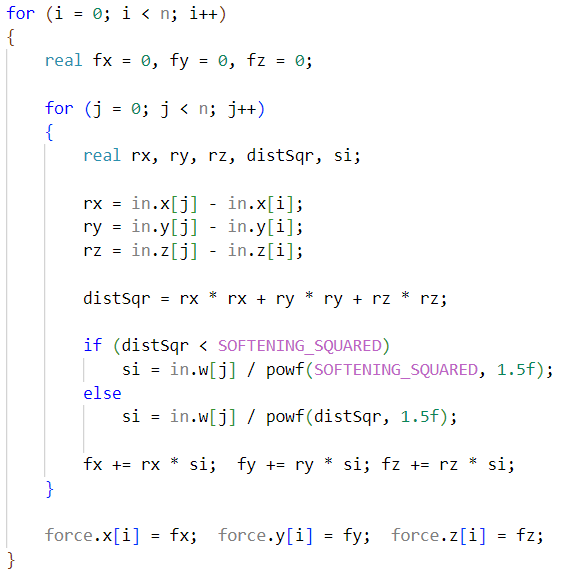 for (i = 0; i < n; i++)
{
    real fx = 0, fy = 0, fz = 0;

    for (j = 0; j < n; j++)
    {
        real rx, ry, rz, distSqr, si;

        rx = in.x[j] - in.x[i];
        ry = in.y[j] - in.y[i];
        rz = in.z[j] - in.z[i];

        distSqr = rx * rx + ry * ry + rz * rz;

        if (distSqr < SOFTENING_SQUARED)
            si = in.w[j] / powf(SOFTENING_SQUARED, 1.5f);
        else
            si = in.w[j] / powf(distSqr, 1.5f);

        fx += rx * si;  fy += ry * si; fz += rz * si;
    }

    force.x[i] = fx;  force.y[i] = fy;  force.z[i] = fz;
}